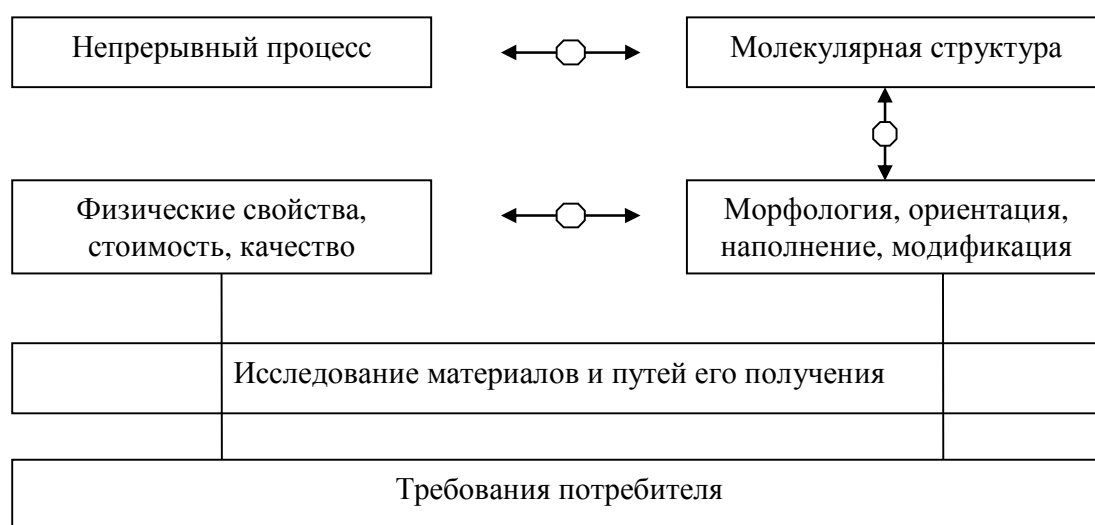 Непрерывный процесс
Молекулярная структура
Физические свойства,
стоимость, качество
Морфология, ориентация,
наполнение, модификация
Исследование материалов и путей его получения
Требования потребителя